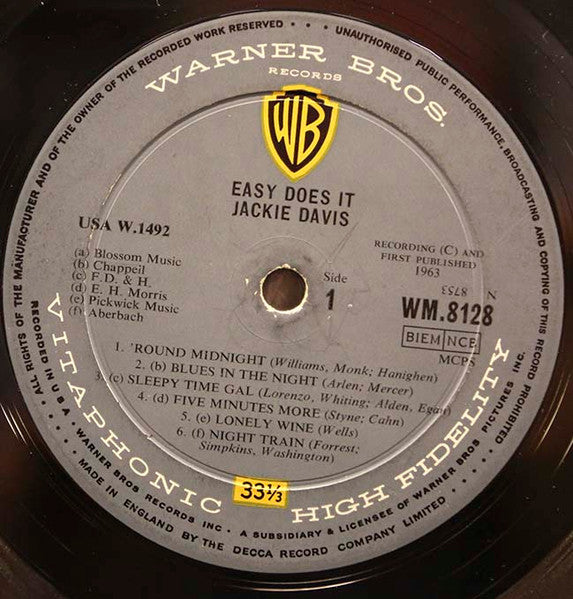 ALL RIGHTS OF THE MANUFACTURER AND OF THE OWNER OF THE RECORDED WORK RESERVED • • UNAUTHORISED PUBLIC PERFORMANCE, BROADCASTING AND COPYING OF THIS RECORD PROHIBITED
WARNER BROS.
RECORDS
WB
EASY DOES IT
JACKIE DAVIS
USA W.1492
(a) Blossom Music
(b) Chappell
(c) F.D. & H.
(d) E. H. Morris
(e) Pickwick Music
(f) Aberbach
Side
1
RECORDING (C) AND
FIRST PUBLISHED
1963
N 8753
WM.8128
BIEM NCB
MCPS
1. 'ROUND MIDNIGHT (Williams, Monk; Hanighen)
2. (b) BLUES IN THE NIGHT (Arlen; Mercer)
3. (c) SLEEPY TIME GAL (Lorenzo, Whiting; Alden, Egan)
4. (d) FIVE MINUTES MORE (Styne; Cahn)
5. (e) LONELY WINE (Wells)
6. (f) NIGHT TRAIN (Forrest;
Simpkins, Washington)
VITAPHONIC
33⅓
HIGH FIDELITY
RECORDED IN U.S.A. • WARNER BROS RECORDS INC • A SUBSIDIARY & LICENSEE OF WARNER BROS PICTURES INC.
MADE IN ENGLAND BY THE DECCA RECORD COMPANY LIMITED